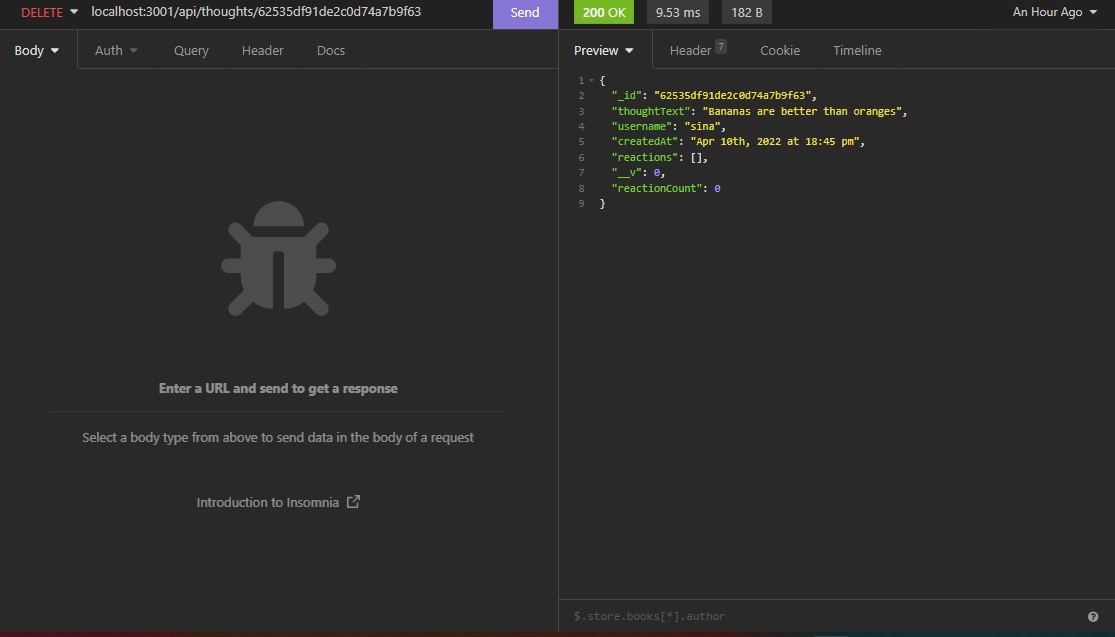 DELETE localhost:3001/api/thoughts/62535df91de2c0d74a7b9f63 Send 200 OK 9.53 ms 182 B An Hour Ago
Body Auth Query Header Docs
Preview Header 7 Cookie Timeline
1 {
2 "_id": "62535df91de2c0d74a7b9f63",
3 "thoughtText": "Bananas are better than oranges",
4 "username": "sina",
5 "createdAt": "Apr 10th, 2022 at 18:45 pm",
6 "reactions": [],
7 "__v": 0,
8 "reactionCount": 0
9 }
Enter a URL and send to get a response
Select a body type from above to send data in the body of a request
Introduction to Insomnia
$.store.books[*].author ?